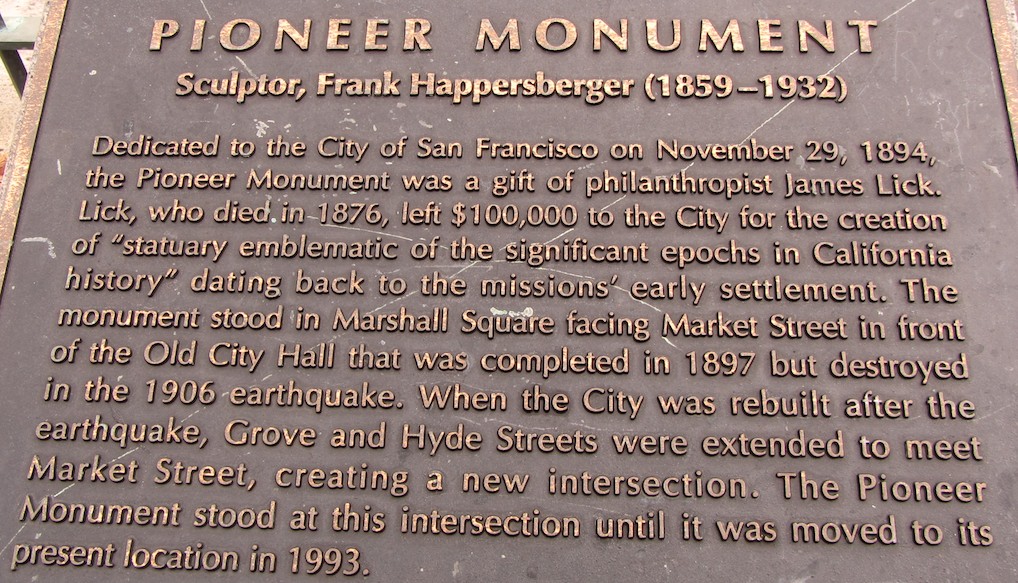 PIONEER MONUMENT
Sculptor, Frank Happersberger (1859–1932)
Dedicated to the City of San Francisco on November 29, 1894,
the Pioneer Monument was a gift of philanthropist James Lick.
Lick, who died in 1876, left $100,000 to the City for the creation
of "statuary emblematic of the significant epochs in California
history" dating back to the missions' early settlement. The
monument stood in Marshall Square facing Market Street in front
of the Old City Hall that was completed in 1897 but destroyed
in the 1906 earthquake. When the City was rebuilt after the
earthquake, Grove and Hyde Streets were extended to meet
Market Street, creating a new intersection. The Pioneer
Monument stood at this intersection until it was moved to its
present location in 1993.